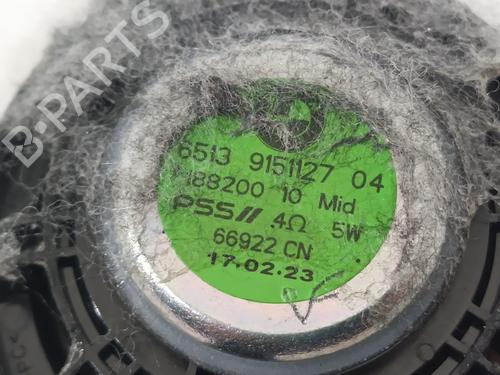 B-PARTS
6513 9151127 04
188200 10 Mid
PSS// 4Ω 5W
66922 CN
17.02.23